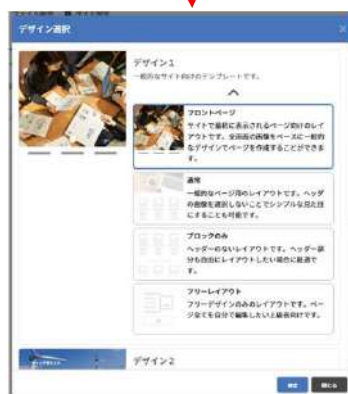 デザイン選択
デザイン1
一般的なサイト向けのテンプレートです。
フロントページ
サイトで最初に表示されるページ向けのレイ
アウトです。全画面の画像をベースに一般的
なデザインでページを作成することができま
す。
通常
一般的なページ用のレイアウトです。ヘッダ
の画像を選択しないことでシンプルな見た目
にすることも可能です。
ブロックのみ
ヘッダーのないレイアウトです。ヘッダー部
分も自由にレイアウトしたい場合に最適で
す。
フリーレイアウト
フリーデザインのみのレイアウトです。ペー
ジ全てを自分で編集したい上級者向けです。
デザイン2
確定
閉じる